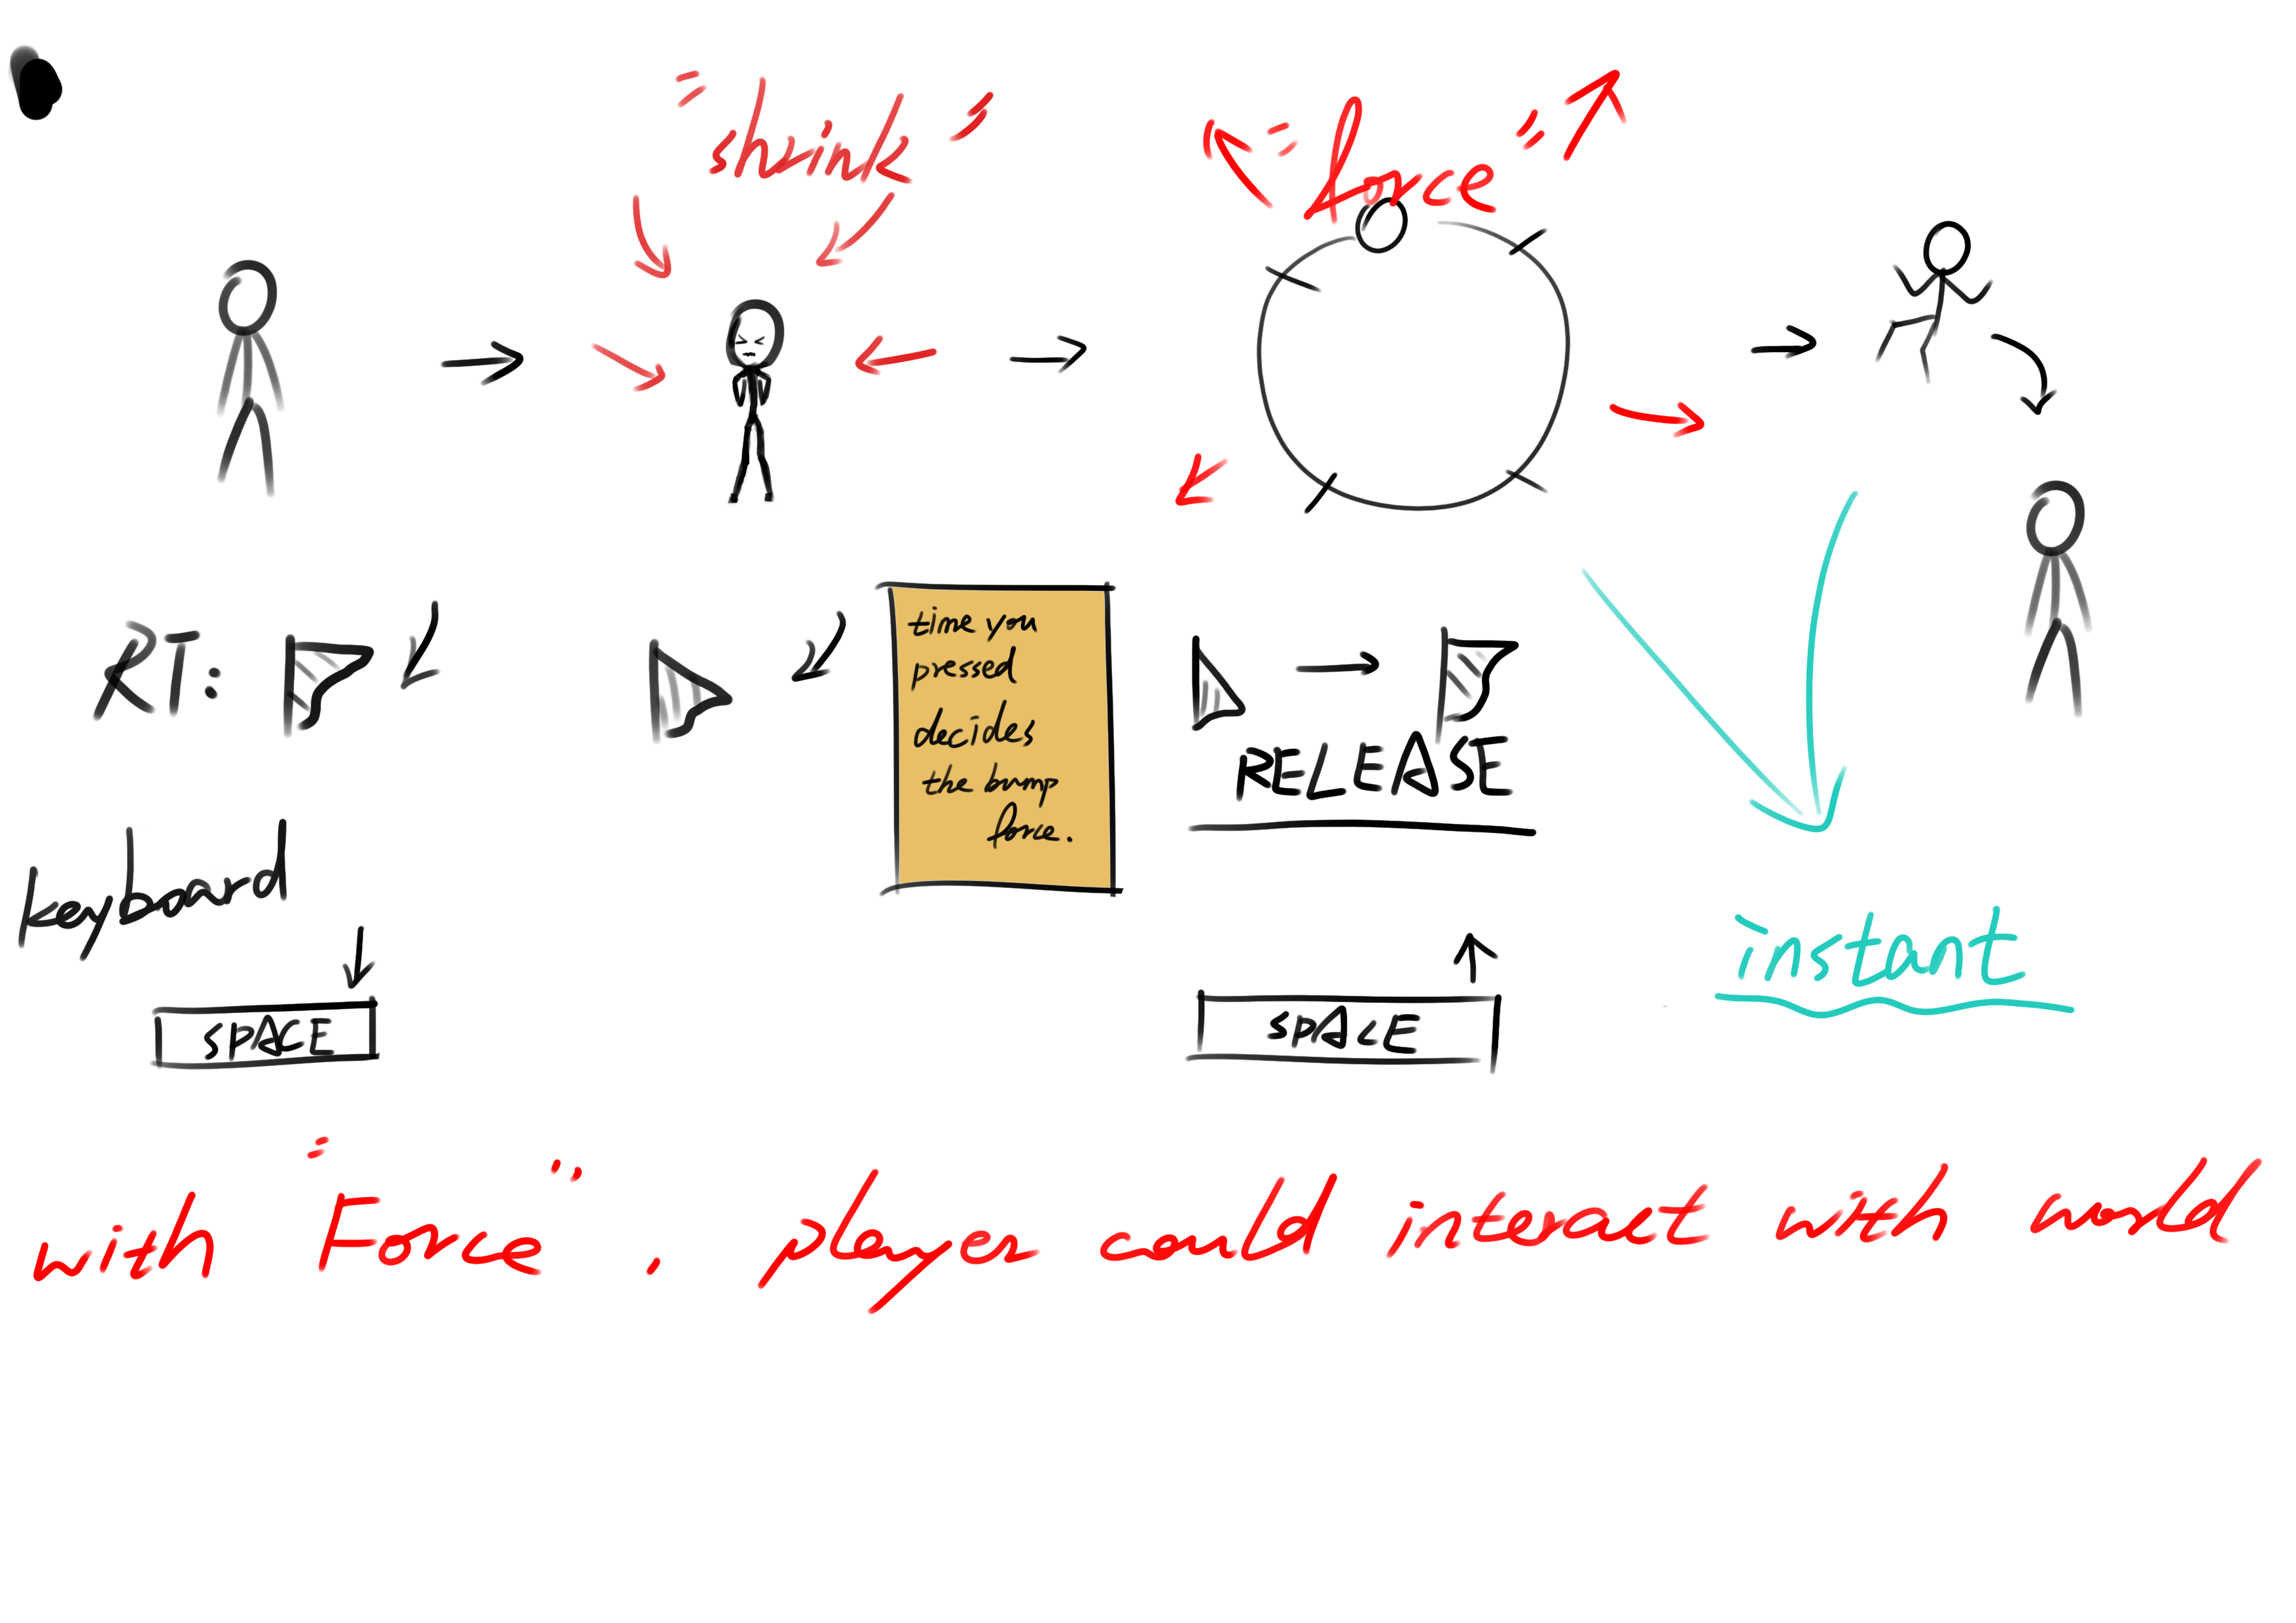 "shrink"
"force"
RT:
time you
pressed
decides
the bump
force.
RELEASE
keyboard
SPACE
SPACE
instant
with "Force", player could interact with world